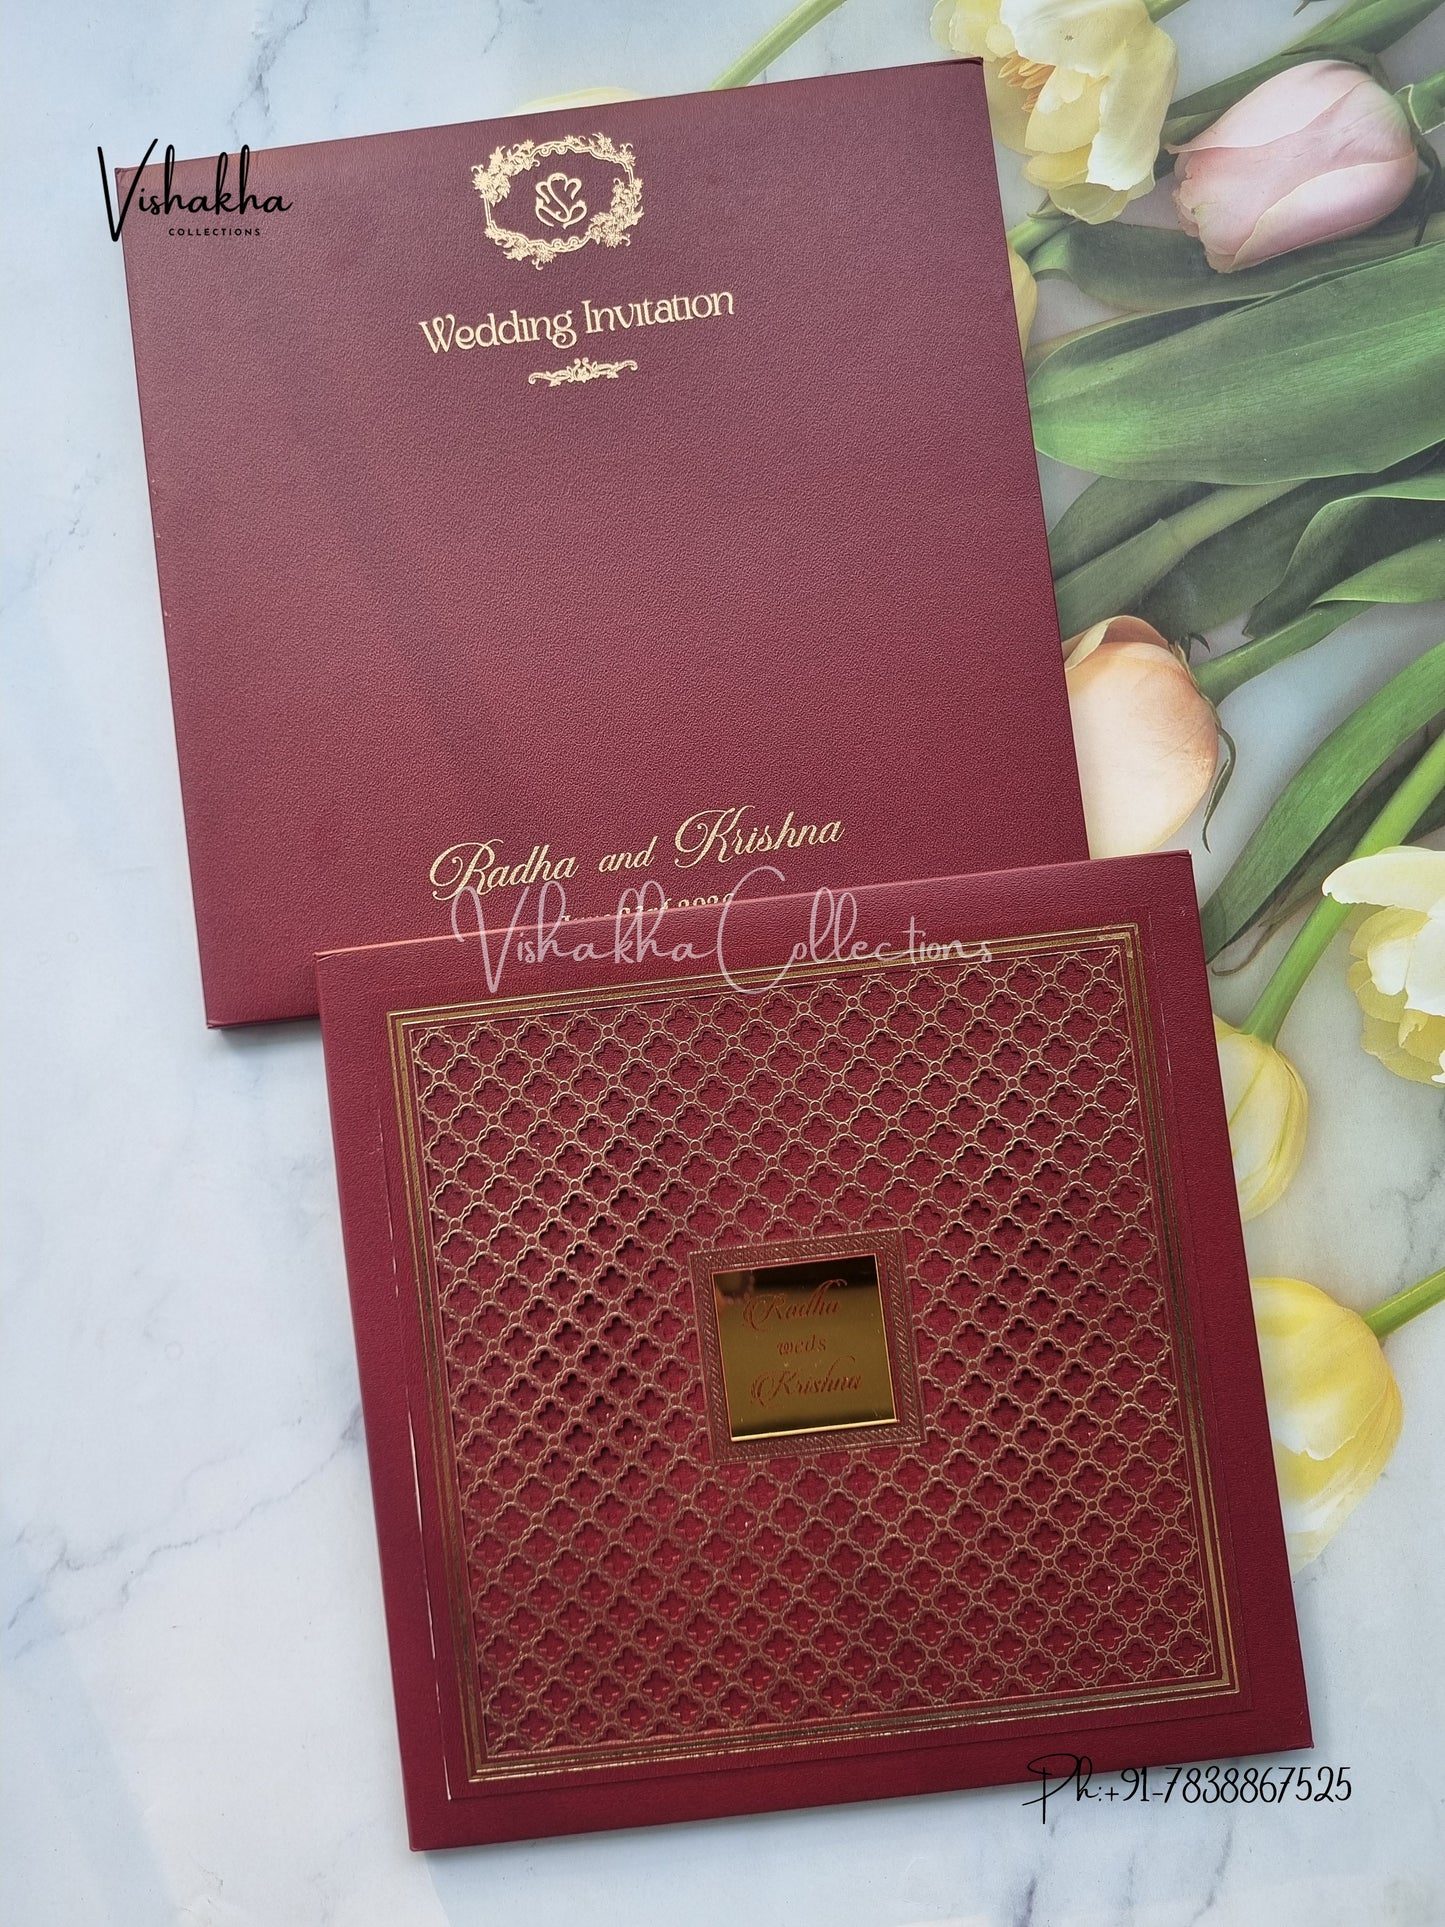 Vishakha
COLLECTIONS
Wedding Invitation
Radha and Krishna
Vishakha Collections
Radha
weds
Krishna
Ph:+91-7838867525